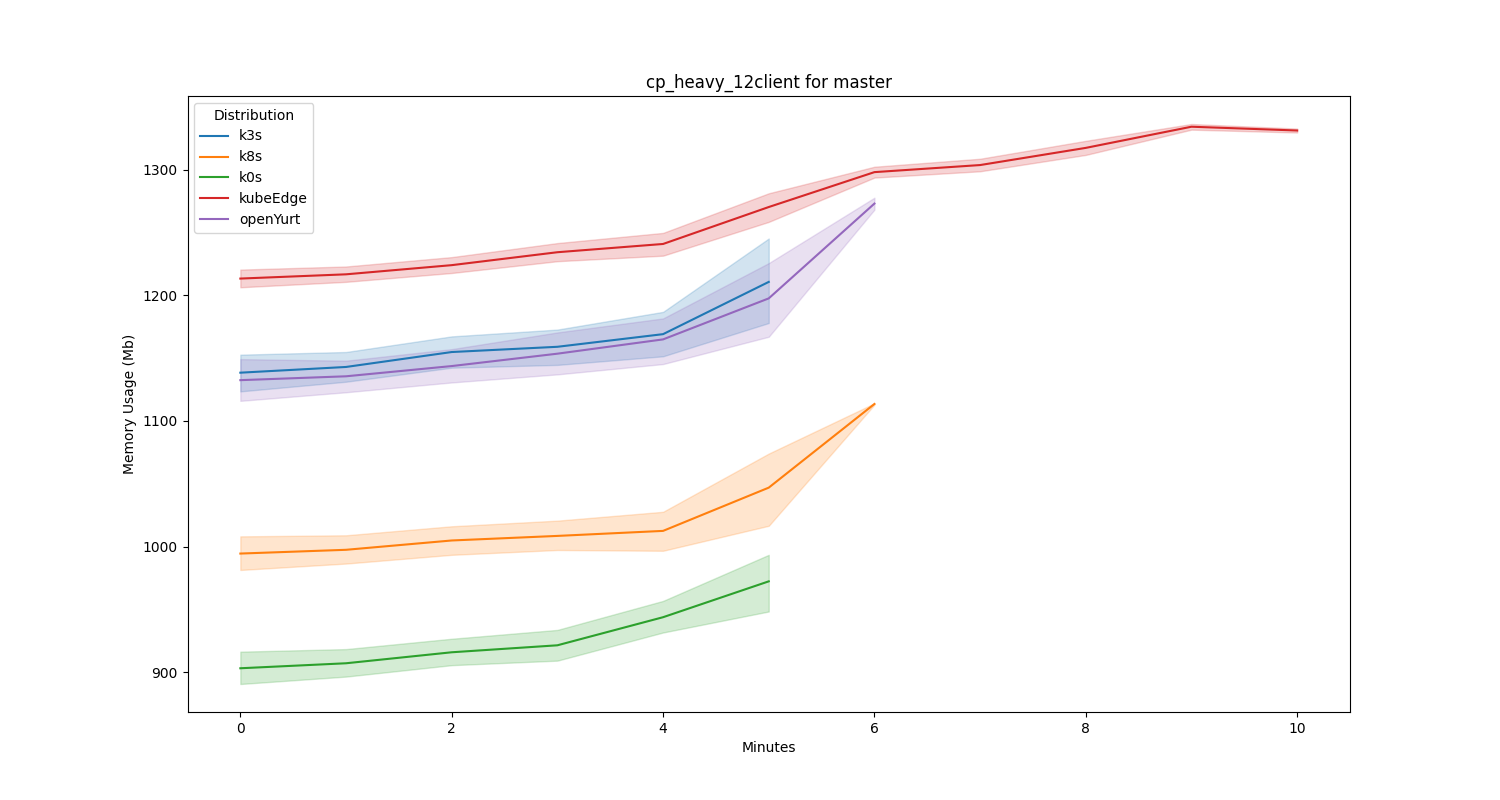 cp_heavy_12client for master
Distribution
k3s
k8s
k0s
kubeEdge
openYurt
Memory Usage (Mb)
1300
1200
1100
1000
900
0 2 4 6 8 10
Minutes